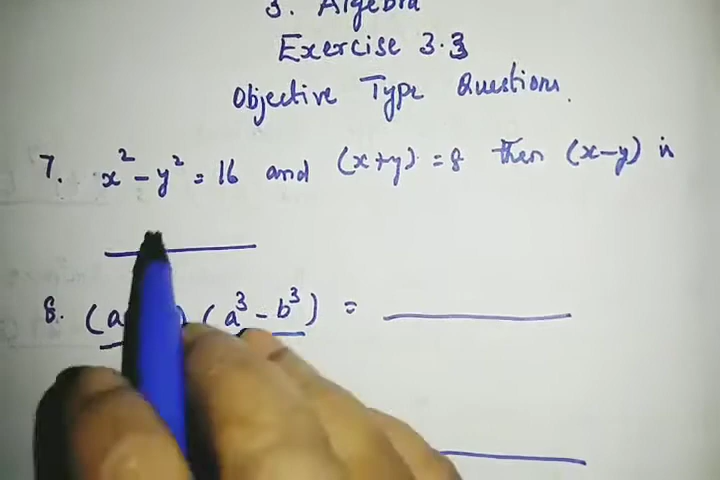 3. Algebra
Exercise 3.3
Objective Type Questions.
7. x² - y² = 16 and (x+y) = 8 then (x-y) is
8. (a (a³ - b³) =